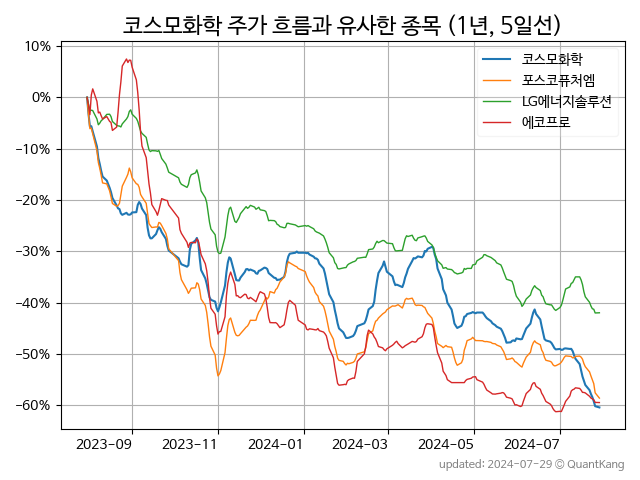 코스모화학 주가 흐름과 유사한 종목 (1년, 5일선)
코스모화학
포스코퓨처엠
LG에너지솔루션
에코프로
10%
0%
−10%
−20%
−30%
−40%
−50%
−60%
2023-09 2023-11 2024-01 2024-03 2024-05 2024-07
updated: 2024-07-29 © QuantKang